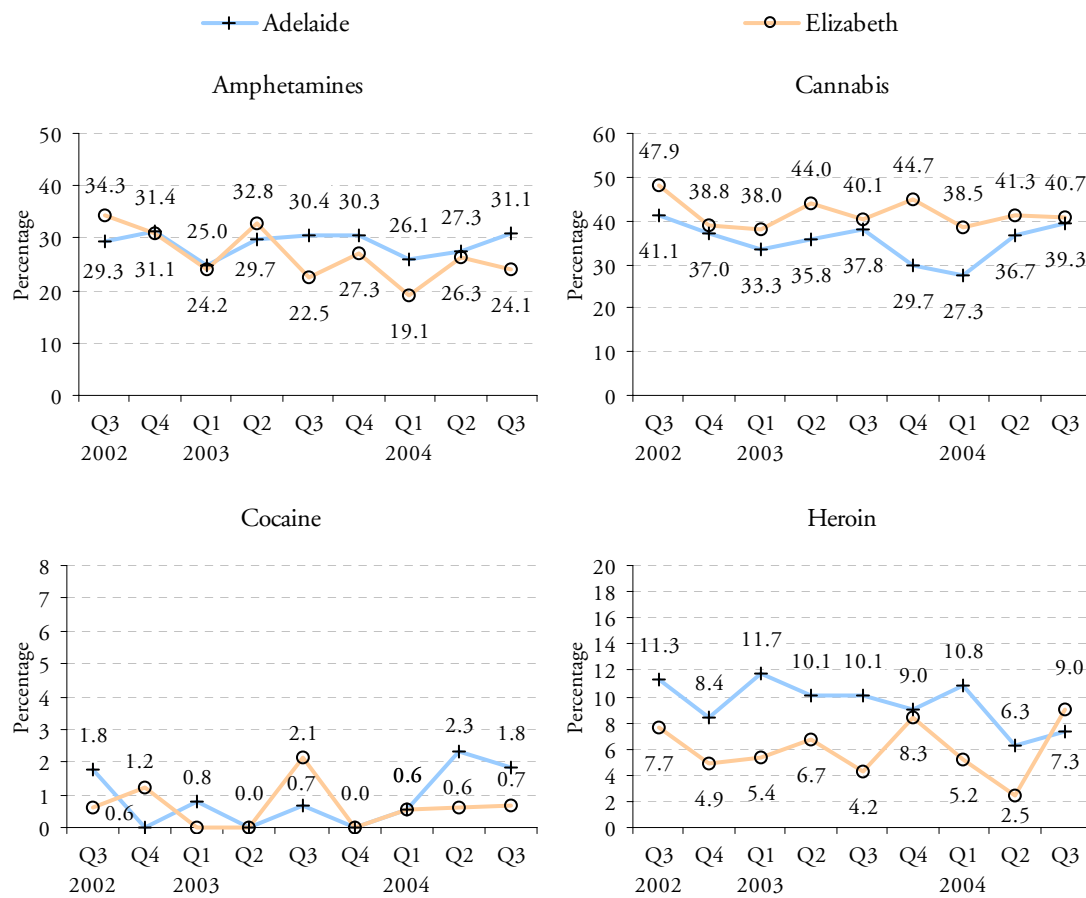 Adelaide Elizabeth
Amphetamines
Percentage
50
40
30
20
10
0
34.3 31.4 25.0 32.8 30.4 30.3 26.1 27.3 31.1
29.3 31.1 24.2 29.7 22.5 27.3 19.1 26.3 24.1
Q3 Q4 Q1 Q2 Q3 Q4 Q1 Q2 Q3
2002 2003 2004
Cannabis
Percentage
60
50
40
30
20
10
0
47.9 38.8 38.0 44.0 40.1 44.7 38.5 41.3 40.7
41.1 37.0 33.3 35.8 37.8 29.7 27.3 36.7 39.3
Q3 Q4 Q1 Q2 Q3 Q4 Q1 Q2 Q3
2002 2003 2004
Cocaine
Percentage
8
7
6
5
4
3
2
1
0
1.8 1.2 0.8 0.0 2.1 0.0 0.6 2.3 1.8
0.6 0.7 0.6 0.7
Q3 Q4 Q1 Q2 Q3 Q4 Q1 Q2 Q3
2002 2003 2004
Heroin
Percentage
20
18
16
14
12
10
8
6
4
2
0
11.3 8.4 11.7 10.1 10.1 9.0 10.8 6.3 9.0
7.7 4.9 5.4 6.7 4.2 8.3 5.2 2.5 7.3
Q3 Q4 Q1 Q2 Q3 Q4 Q1 Q2 Q3
2002 2003 2004